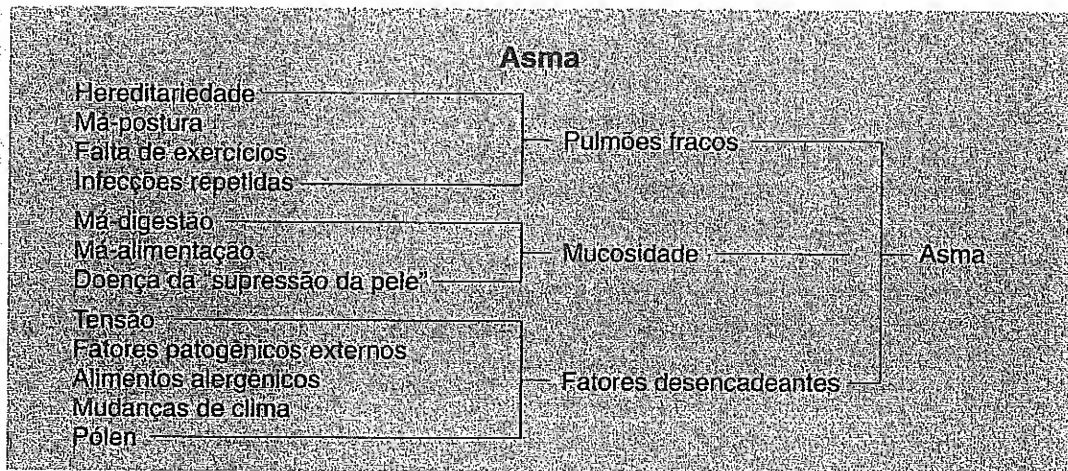 Asma
Hereditariedade
Má-postura
Falta de exercícios
Infecções repetidas
Pulmões fracos
Má-digestão
Má-alimentação
Doença da "supressão da pele"
Mucosidade
Asma
Tensão
Fatores patogênicos externos
Alimentos alergênicos
Mudanças de clima
Pólen
Fatores desencadeantes